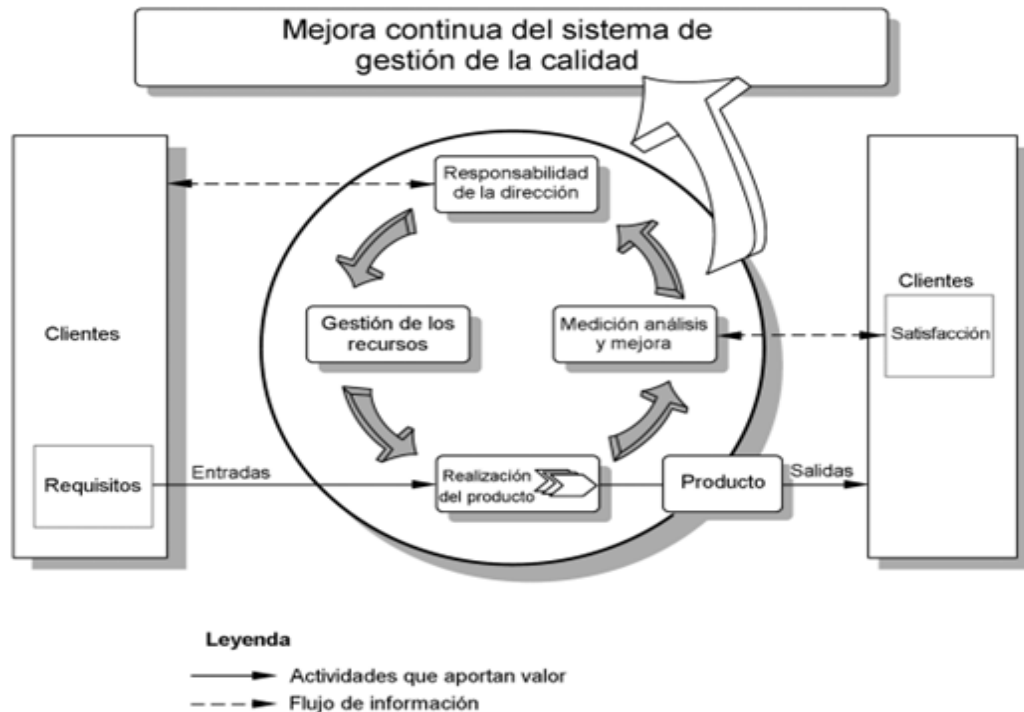 Mejora continua del sistema de
gestión de la calidad
Responsabilidad
de la dirección
Clientes
Gestión de los
recursos
Medición análisis
y mejora
Clientes
Satisfacción
Requisitos
Entradas
Realización
del producto
Producto
Salidas
Leyenda
Actividades que aportan valor
Flujo de información